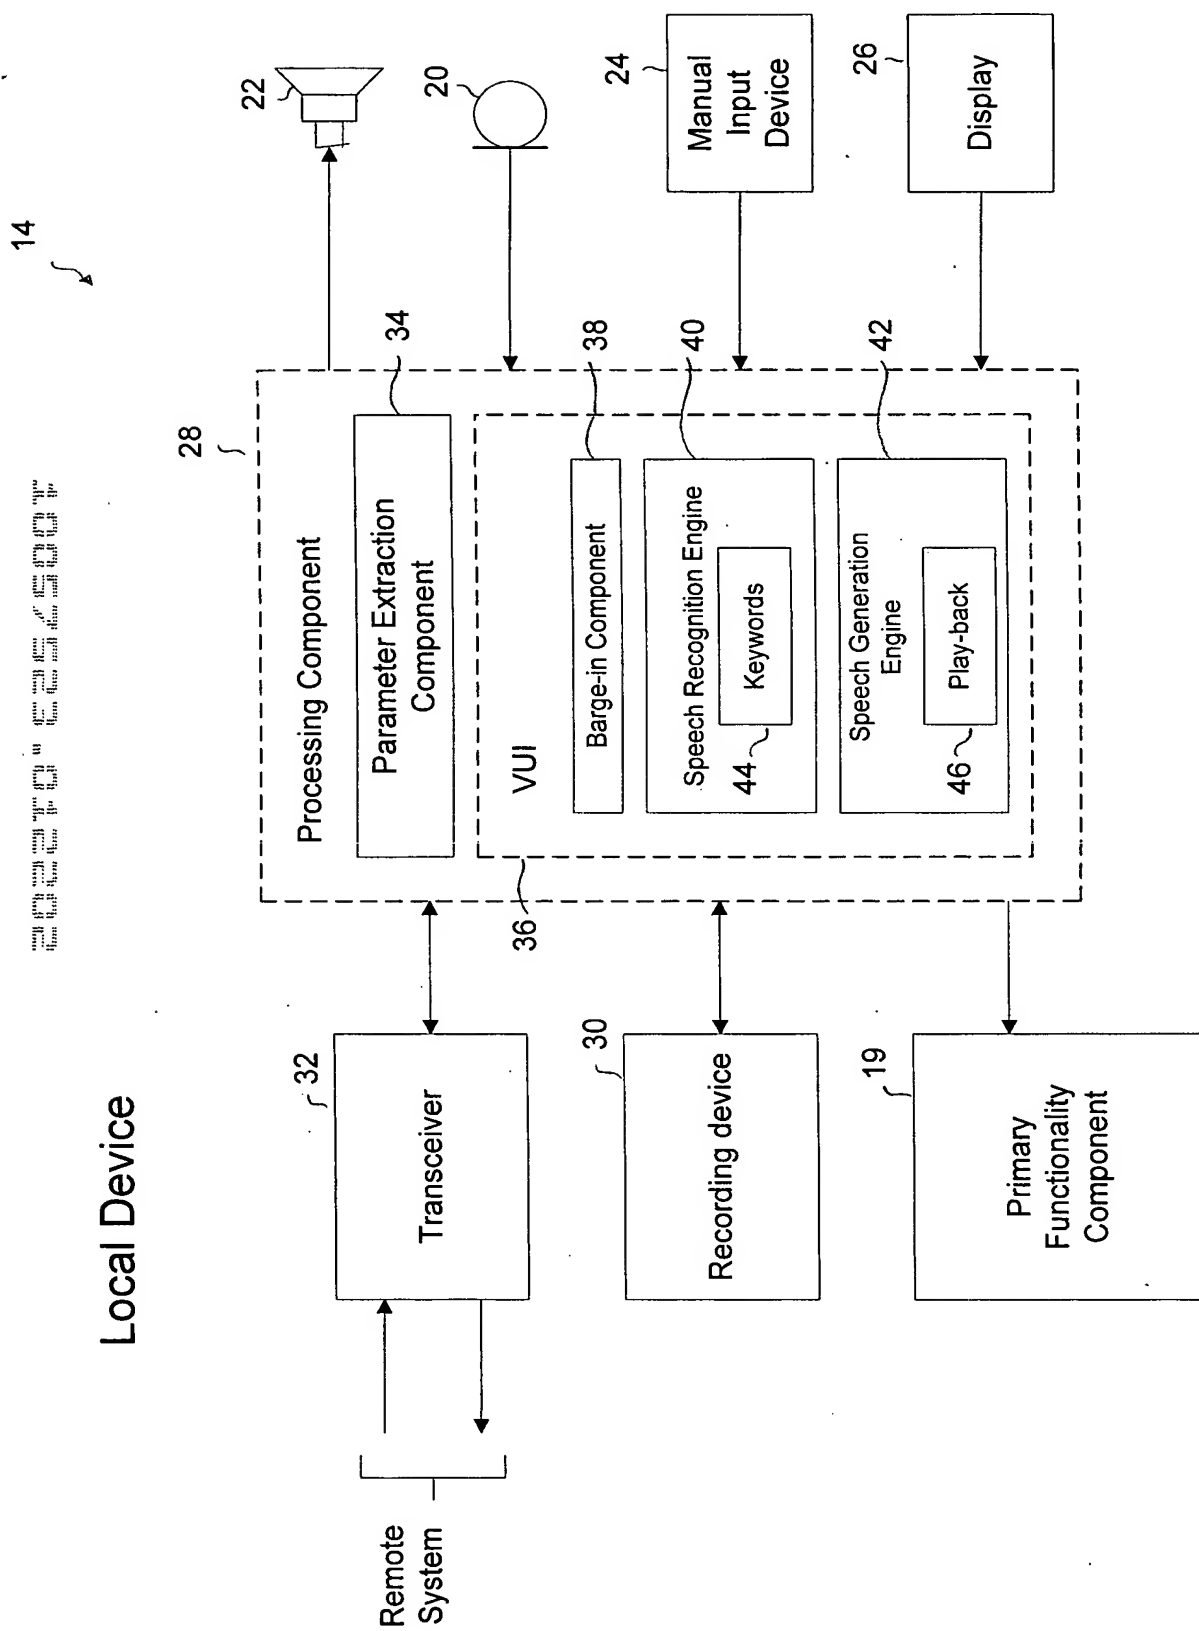 14
Local Device
28
22
Processing Component
32
34
Parameter Extraction
Component
Remote
System
Transceiver
20
36
VUI
38
Barge-in Component
30
Recording device
40
Speech Recognition Engine
44
Keywords
24
Manual
Input
Device
19
Primary
Functionality
Component
42
Speech Generation
Engine
46
Play-back
26
Display